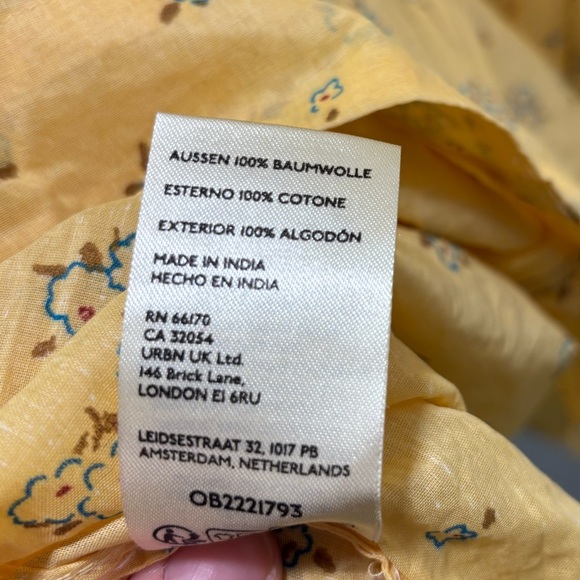 AUSSEN 100% BAUMWOLLE
ESTERNO 100% COTONE
EXTERIOR 100% ALGODÓN
MADE IN INDIA
HECHO EN INDIA
RN 66170
CA 32054
URBN UK Ltd.
146 Brick Lane,
LONDON E1 6RU
LEIDSESTRAAT 32, 1017 PB
AMSTERDAM, NETHERLANDS
OB2221793